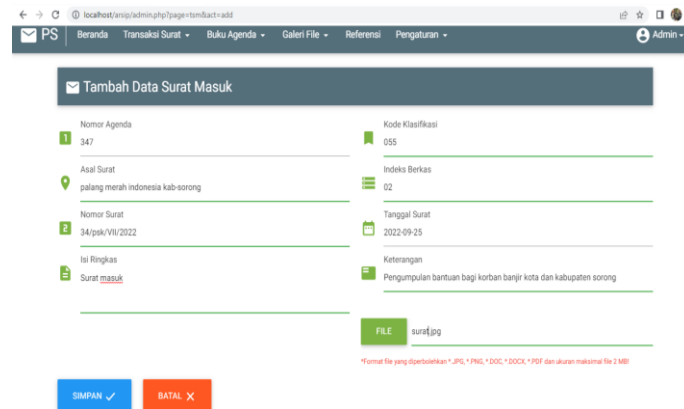 localhost/arsip/admin.php?page=tsm&act=add
PS Beranda Transaksi Surat Buku Agenda Galeri File Referensi Pengaturan Admin
Tambah Data Surat Masuk
Nomor Agenda
347
Kode Klasifikasi
055
Asal Surat
palang merah indonesia kab-sorong
Indeks Berkas
02
Nomor Surat
34/psk/VII/2022
Tanggal Surat
2022-09-25
Isi Ringkas
Surat masuk
Keterangan
Pengumpulan bantuan bagi korban banjir kota dan kabupaten sorong
FILE surat.jpg
*Format file yang diperbolehkan *.JPG, *.PNG, *.DOC, *.DOCX, *.PDF dan ukuran maksimal file 2 MB!
SIMPAN BATAL